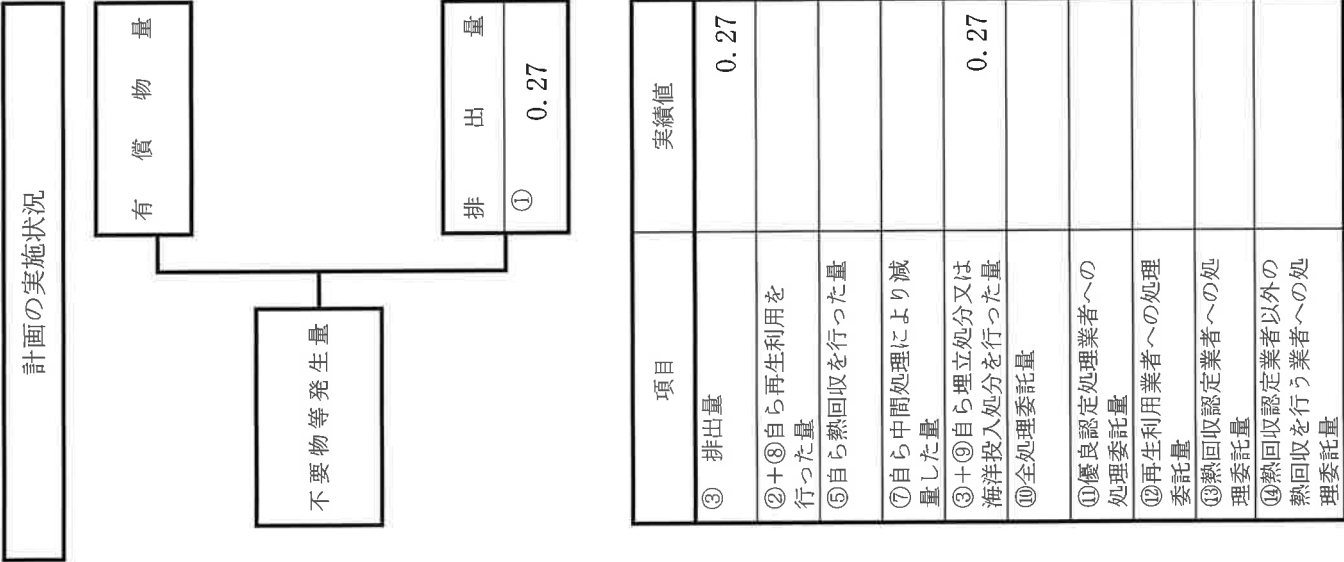 計画の実施状況
有償物量
不要物等発生量
排出量
①
0.27
項目
実績値
③ 排出量
0.27
②+⑧自ら再生利用を
行った量
⑤自ら熱回収を行った量
⑦自ら中間処理により減
量した量
③+⑨自ら埋立処分又は
海洋投入処分を行った量
0.27
⑩全処理委託量
⑪優良認定処理業者への
処理委託量
⑫再生利用業者への処理
委託量
⑬熱回収認定業者への処
理委託量
⑭熱回収認定業者以外の
熱回収を行う業者への処
理委託量